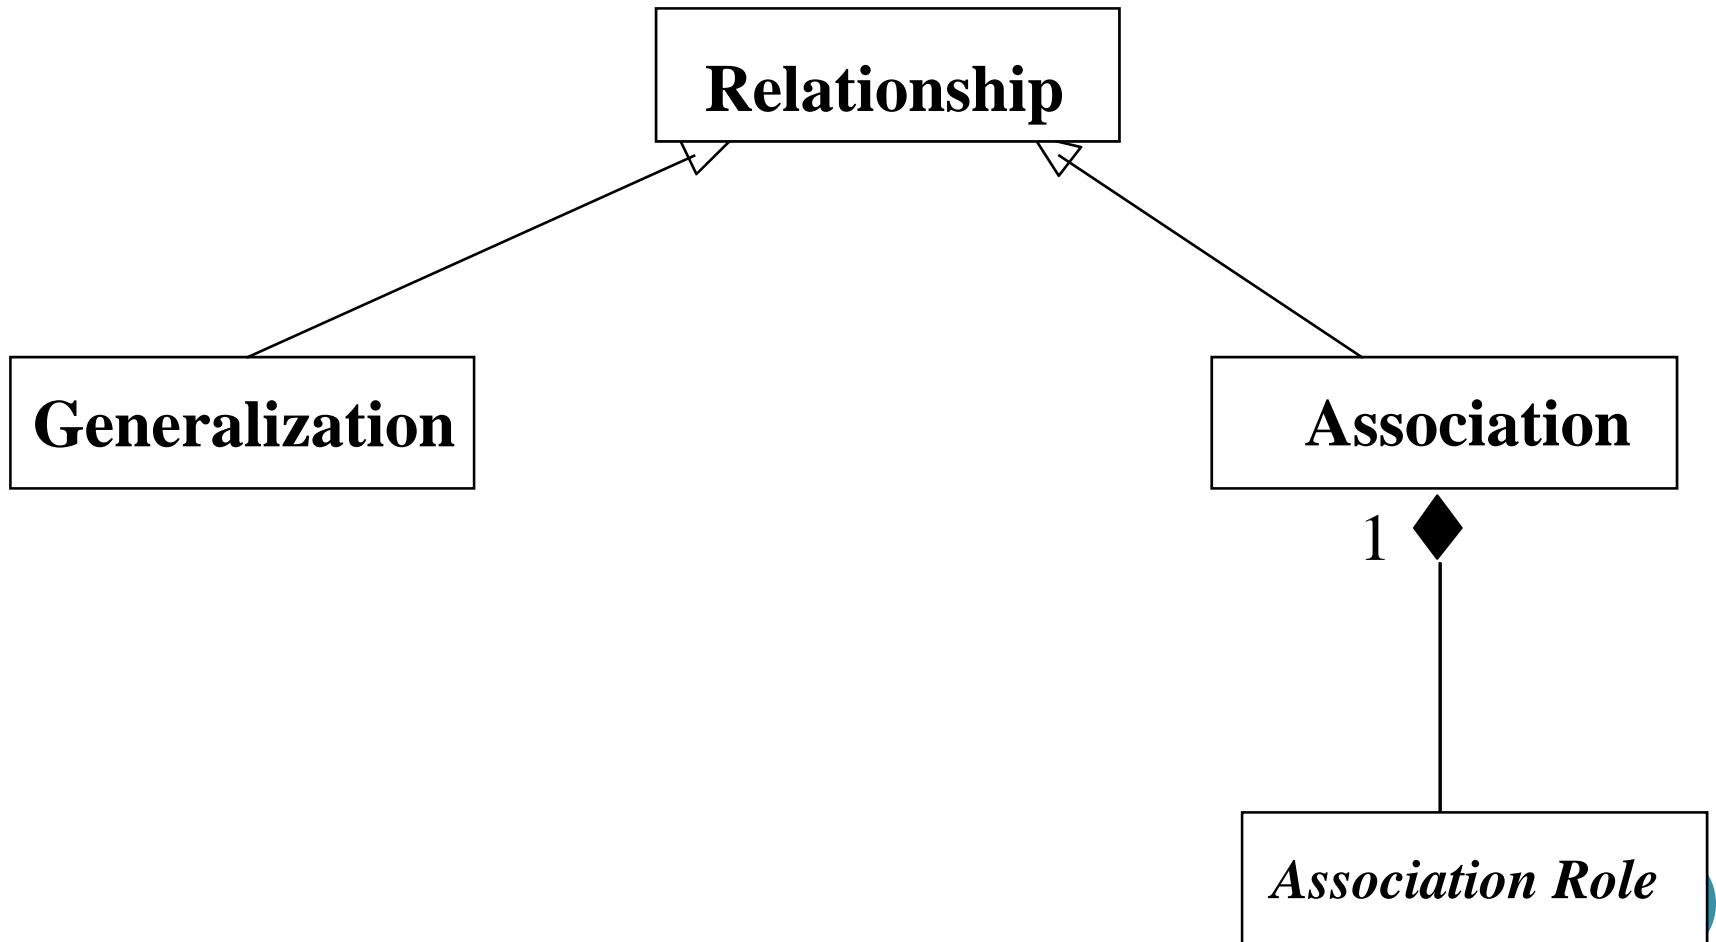 Relationship
Generalization
Association
1
Association Role